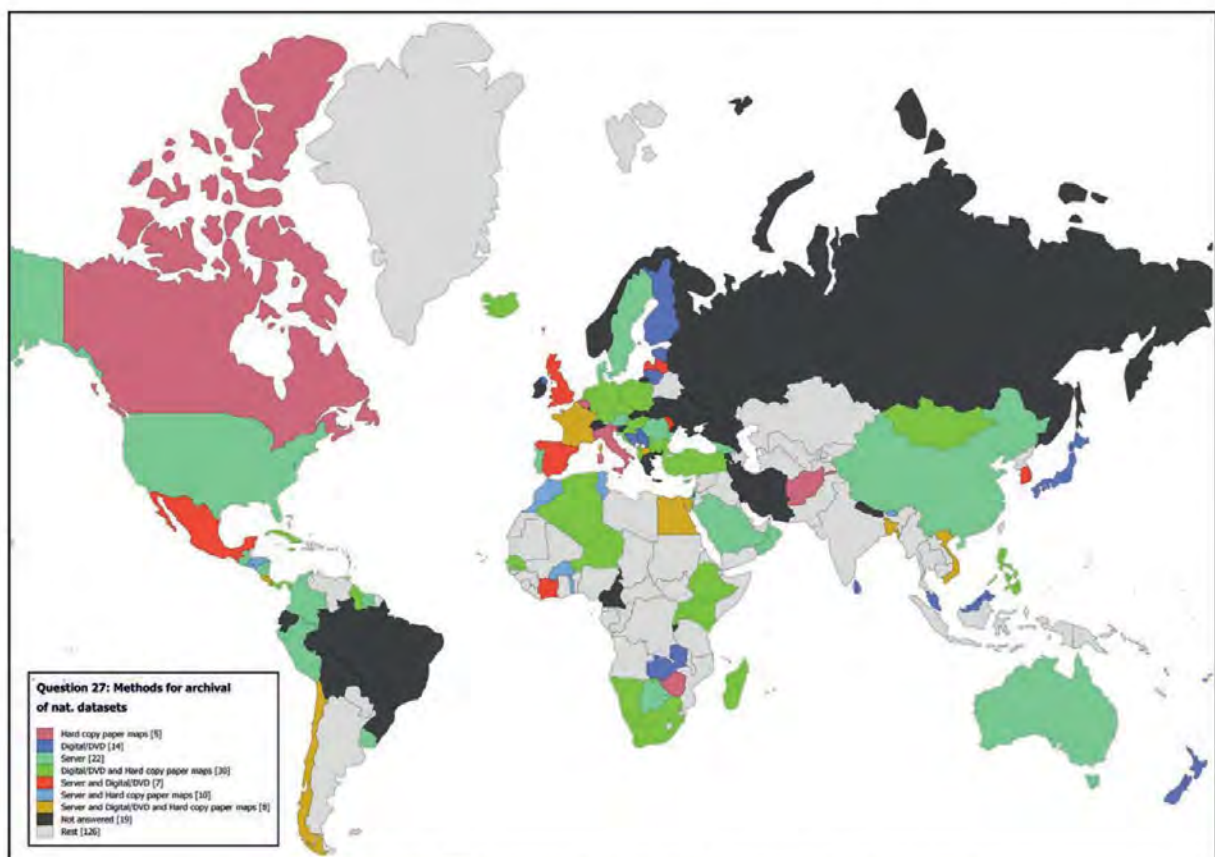 Question 27: Methods for archival
of nat. datasets
Hard copy paper maps [5]
Digital/DVD [14]
Server [22]
Digital/DVD and Hard copy paper maps [30]
Server and Digital/DVD [7]
Server and Hard copy paper maps [10]
Server and Digital/DVD and Hard copy paper maps [8]
Not answered [19]
Rest [126]